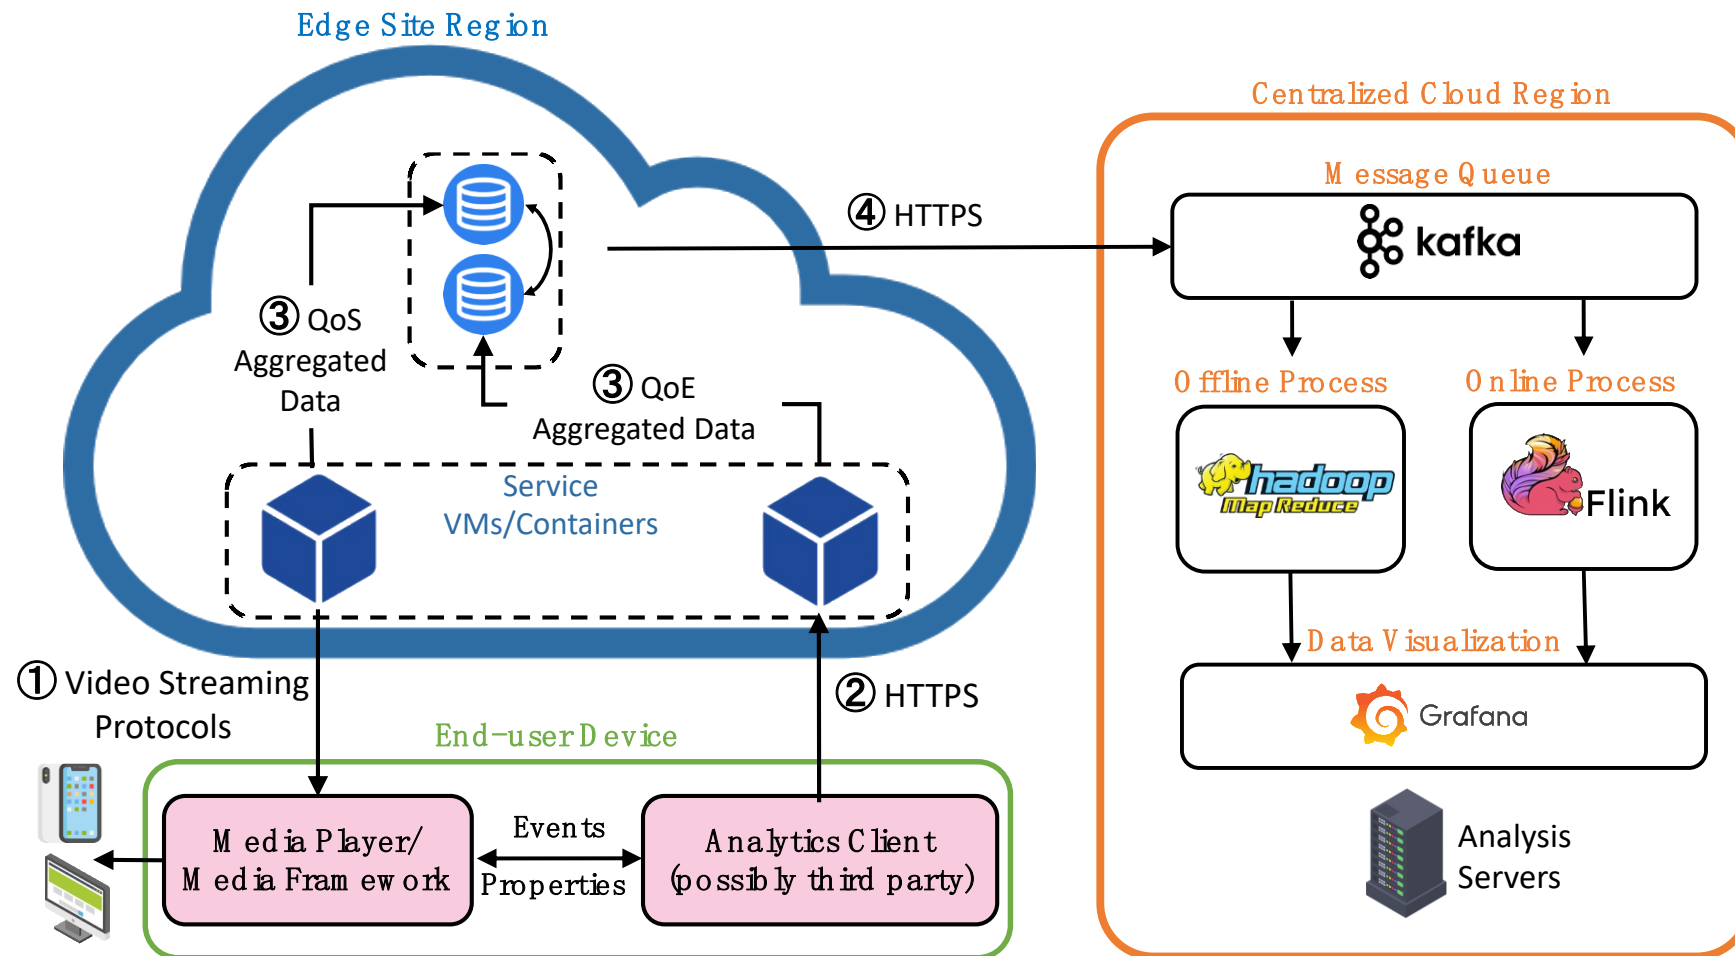 Edge Site Region
Centralized Cloud Region
Message Queue
④ HTTPS
kafka
③ QoS
Aggregated
Data
③ QoE
Aggregated Data
Offline Process
Online Process
Service
VMs/Containers
hadoop
Map Reduce
Flink
Data Visualization
① Video Streaming
Protocols
② HTTPS
Grafana
End-user Device
Media Player/
Media Framework
Events
Properties
Analytics Client
(possibly third party)
Analysis
Servers